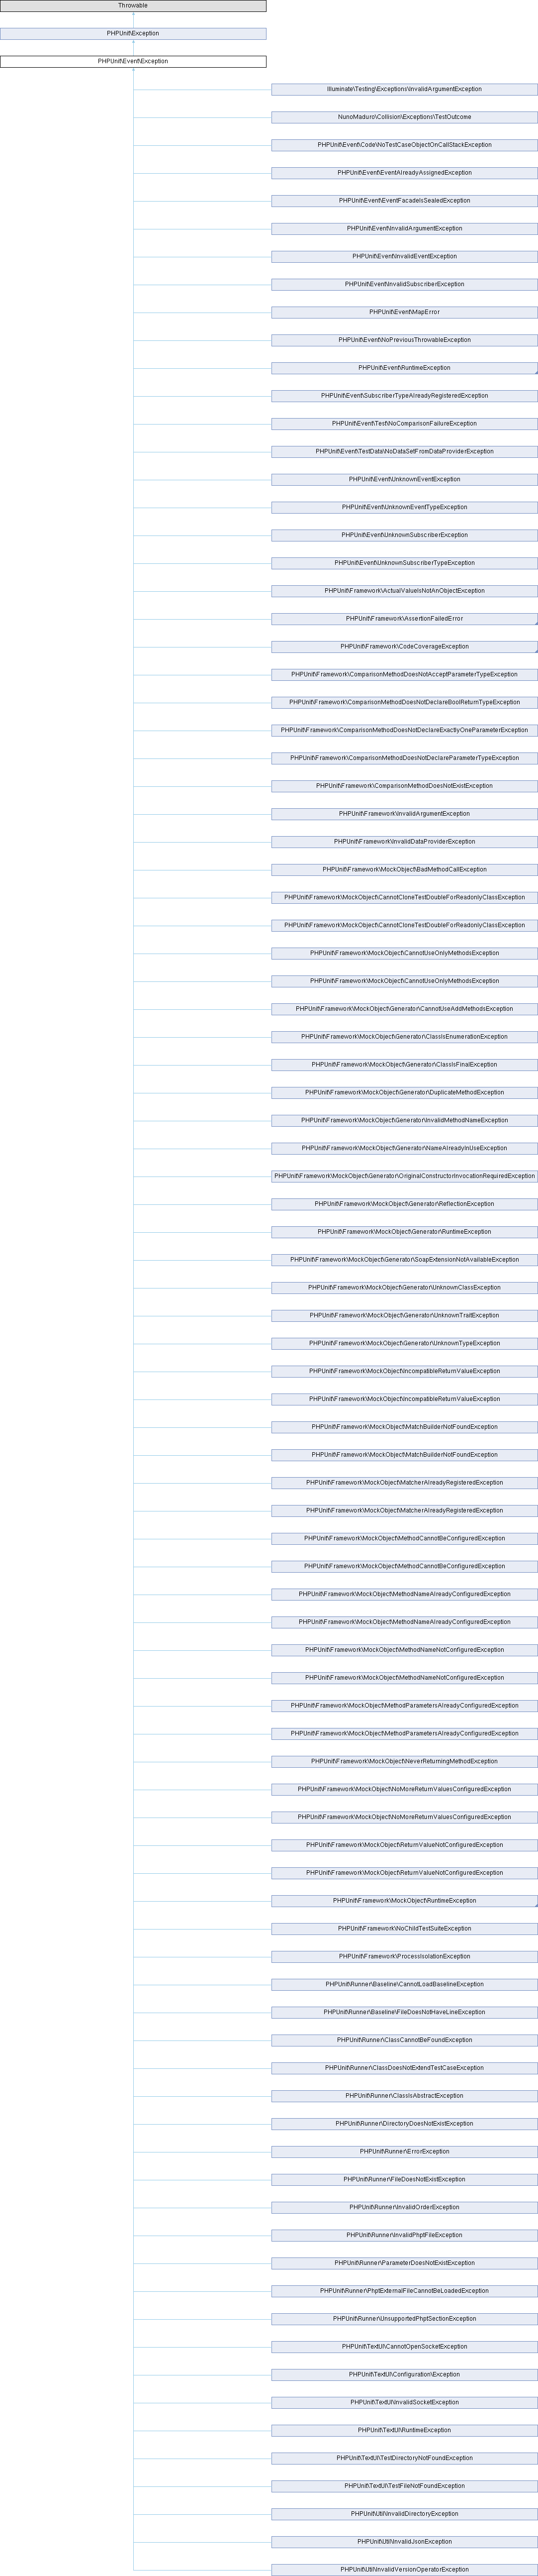 Throwable
PHPUnit\Exception
PHPUnit\Event\Exception
Illuminate\Testing\Exceptions\InvalidArgumentException
NunoMaduro\Collision\Exceptions\TestOutcome
PHPUnit\Event\Code\NoTestCaseObjectOnCallStackException
PHPUnit\Event\EventAlreadyAssignedException
PHPUnit\Event\EventFacadeIsSealedException
PHPUnit\Event\InvalidArgumentException
PHPUnit\Event\InvalidEventException
PHPUnit\Event\InvalidSubscriberException
PHPUnit\Event\MapError
PHPUnit\Event\NoPreviousThrowableException
PHPUnit\Event\RuntimeException
PHPUnit\Event\SubscriberTypeAlreadyRegisteredException
PHPUnit\Event\Test\NoComparisonFailureException
PHPUnit\Event\TestData\NoDataSetFromDataProviderException
PHPUnit\Event\UnknownEventException
PHPUnit\Event\UnknownEventTypeException
PHPUnit\Event\UnknownSubscriberException
PHPUnit\Event\UnknownSubscriberTypeException
PHPUnit\Framework\ActualValueIsNotAnObjectException
PHPUnit\Framework\AssertionFailedError
PHPUnit\Framework\CodeCoverageException
PHPUnit\Framework\ComparisonMethodDoesNotAcceptParameterTypeException
PHPUnit\Framework\ComparisonMethodDoesNotDeclareBoolReturnTypeException
PHPUnit\Framework\ComparisonMethodDoesNotDeclareExactlyOneParameterException
PHPUnit\Framework\ComparisonMethodDoesNotDeclareParameterTypeException
PHPUnit\Framework\ComparisonMethodDoesNotExistException
PHPUnit\Framework\InvalidArgumentException
PHPUnit\Framework\InvalidDataProviderException
PHPUnit\Framework\MockObject\BadMethodCallException
PHPUnit\Framework\MockObject\CannotCloneTestDoubleForReadonlyClassException
PHPUnit\Framework\MockObject\CannotCloneTestDoubleForReadonlyClassException
PHPUnit\Framework\MockObject\CannotUseOnlyMethodsException
PHPUnit\Framework\MockObject\CannotUseOnlyMethodsException
PHPUnit\Framework\MockObject\Generator\CannotUseAddMethodsException
PHPUnit\Framework\MockObject\Generator\ClassIsEnumerationException
PHPUnit\Framework\MockObject\Generator\ClassIsFinalException
PHPUnit\Framework\MockObject\Generator\DuplicateMethodException
PHPUnit\Framework\MockObject\Generator\InvalidMethodNameException
PHPUnit\Framework\MockObject\Generator\NameAlreadyInUseException
PHPUnit\Framework\MockObject\Generator\OriginalConstructorInvocationRequiredException
PHPUnit\Framework\MockObject\Generator\ReflectionException
PHPUnit\Framework\MockObject\Generator\RuntimeException
PHPUnit\Framework\MockObject\Generator\SoapExtensionNotAvailableException
PHPUnit\Framework\MockObject\Generator\UnknownClassException
PHPUnit\Framework\MockObject\Generator\UnknownTraitException
PHPUnit\Framework\MockObject\Generator\UnknownTypeException
PHPUnit\Framework\MockObject\IncompatibleReturnValueException
PHPUnit\Framework\MockObject\IncompatibleReturnValueException
PHPUnit\Framework\MockObject\MatchBuilderNotFoundException
PHPUnit\Framework\MockObject\MatchBuilderNotFoundException
PHPUnit\Framework\MockObject\MatcherAlreadyRegisteredException
PHPUnit\Framework\MockObject\MatcherAlreadyRegisteredException
PHPUnit\Framework\MockObject\MethodCannotBeConfiguredException
PHPUnit\Framework\MockObject\MethodCannotBeConfiguredException
PHPUnit\Framework\MockObject\MethodNameAlreadyConfiguredException
PHPUnit\Framework\MockObject\MethodNameAlreadyConfiguredException
PHPUnit\Framework\MockObject\MethodNameNotConfiguredException
PHPUnit\Framework\MockObject\MethodNameNotConfiguredException
PHPUnit\Framework\MockObject\MethodParametersAlreadyConfiguredException
PHPUnit\Framework\MockObject\MethodParametersAlreadyConfiguredException
PHPUnit\Framework\MockObject\NeverReturningMethodException
PHPUnit\Framework\MockObject\NoMoreReturnValuesConfiguredException
PHPUnit\Framework\MockObject\NoMoreReturnValuesConfiguredException
PHPUnit\Framework\MockObject\ReturnValueNotConfiguredException
PHPUnit\Framework\MockObject\ReturnValueNotConfiguredException
PHPUnit\Framework\MockObject\RuntimeException
PHPUnit\Framework\NoChildTestSuiteException
PHPUnit\Framework\ProcessIsolationException
PHPUnit\Runner\Baseline\CannotLoadBaselineException
PHPUnit\Runner\Baseline\FileDoesNotHaveLineException
PHPUnit\Runner\ClassCannotBeFoundException
PHPUnit\Runner\ClassDoesNotExtendTestCaseException
PHPUnit\Runner\ClassIsAbstractException
PHPUnit\Runner\DirectoryDoesNotExistException
PHPUnit\Runner\ErrorException
PHPUnit\Runner\FileDoesNotExistException
PHPUnit\Runner\InvalidOrderException
PHPUnit\Runner\InvalidPhptFileException
PHPUnit\Runner\ParameterDoesNotExistException
PHPUnit\Runner\PhptExternalFileCannotBeLoadedException
PHPUnit\Runner\UnsupportedPhptSectionException
PHPUnit\TextUI\CannotOpenSocketException
PHPUnit\TextUI\Configuration\Exception
PHPUnit\TextUI\InvalidSocketException
PHPUnit\TextUI\RuntimeException
PHPUnit\TextUI\TestDirectoryNotFoundException
PHPUnit\TextUI\TestFileNotFoundException
PHPUnit\Util\InvalidDirectoryException
PHPUnit\Util\InvalidJsonException
PHPUnit\Util\InvalidVersionOperatorException